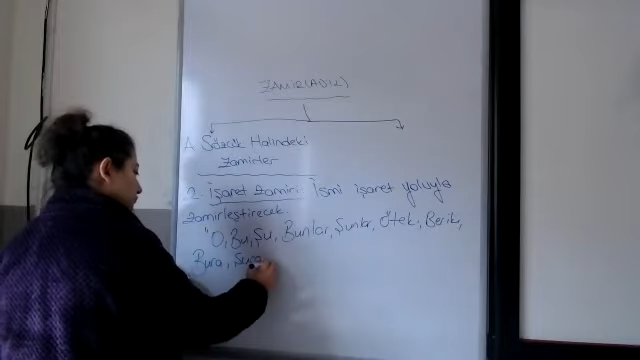 ZAMİR(ADIL)
A. Sözcük Halindeki
Zamirler
2. İşaret Zamiri: İsmi işaret yoluyla
zamirleştirecek.
"O, Bu, Şu, Bunlar, Şunlar, Öteki, Beriki,
Bura, Şura